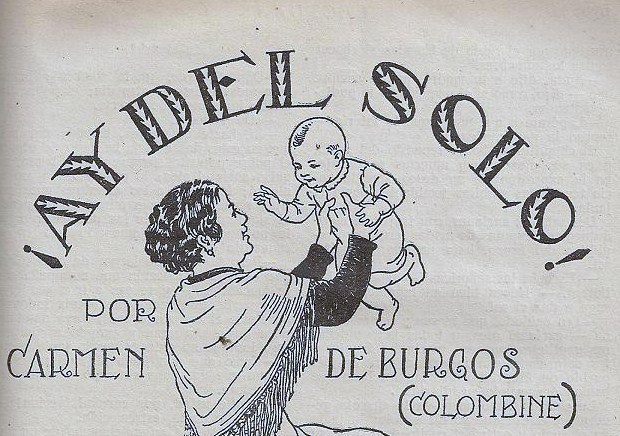 ¡AY DEL SOLO!
POR
CARMEN DE BURGOS
(COLOMBINE)